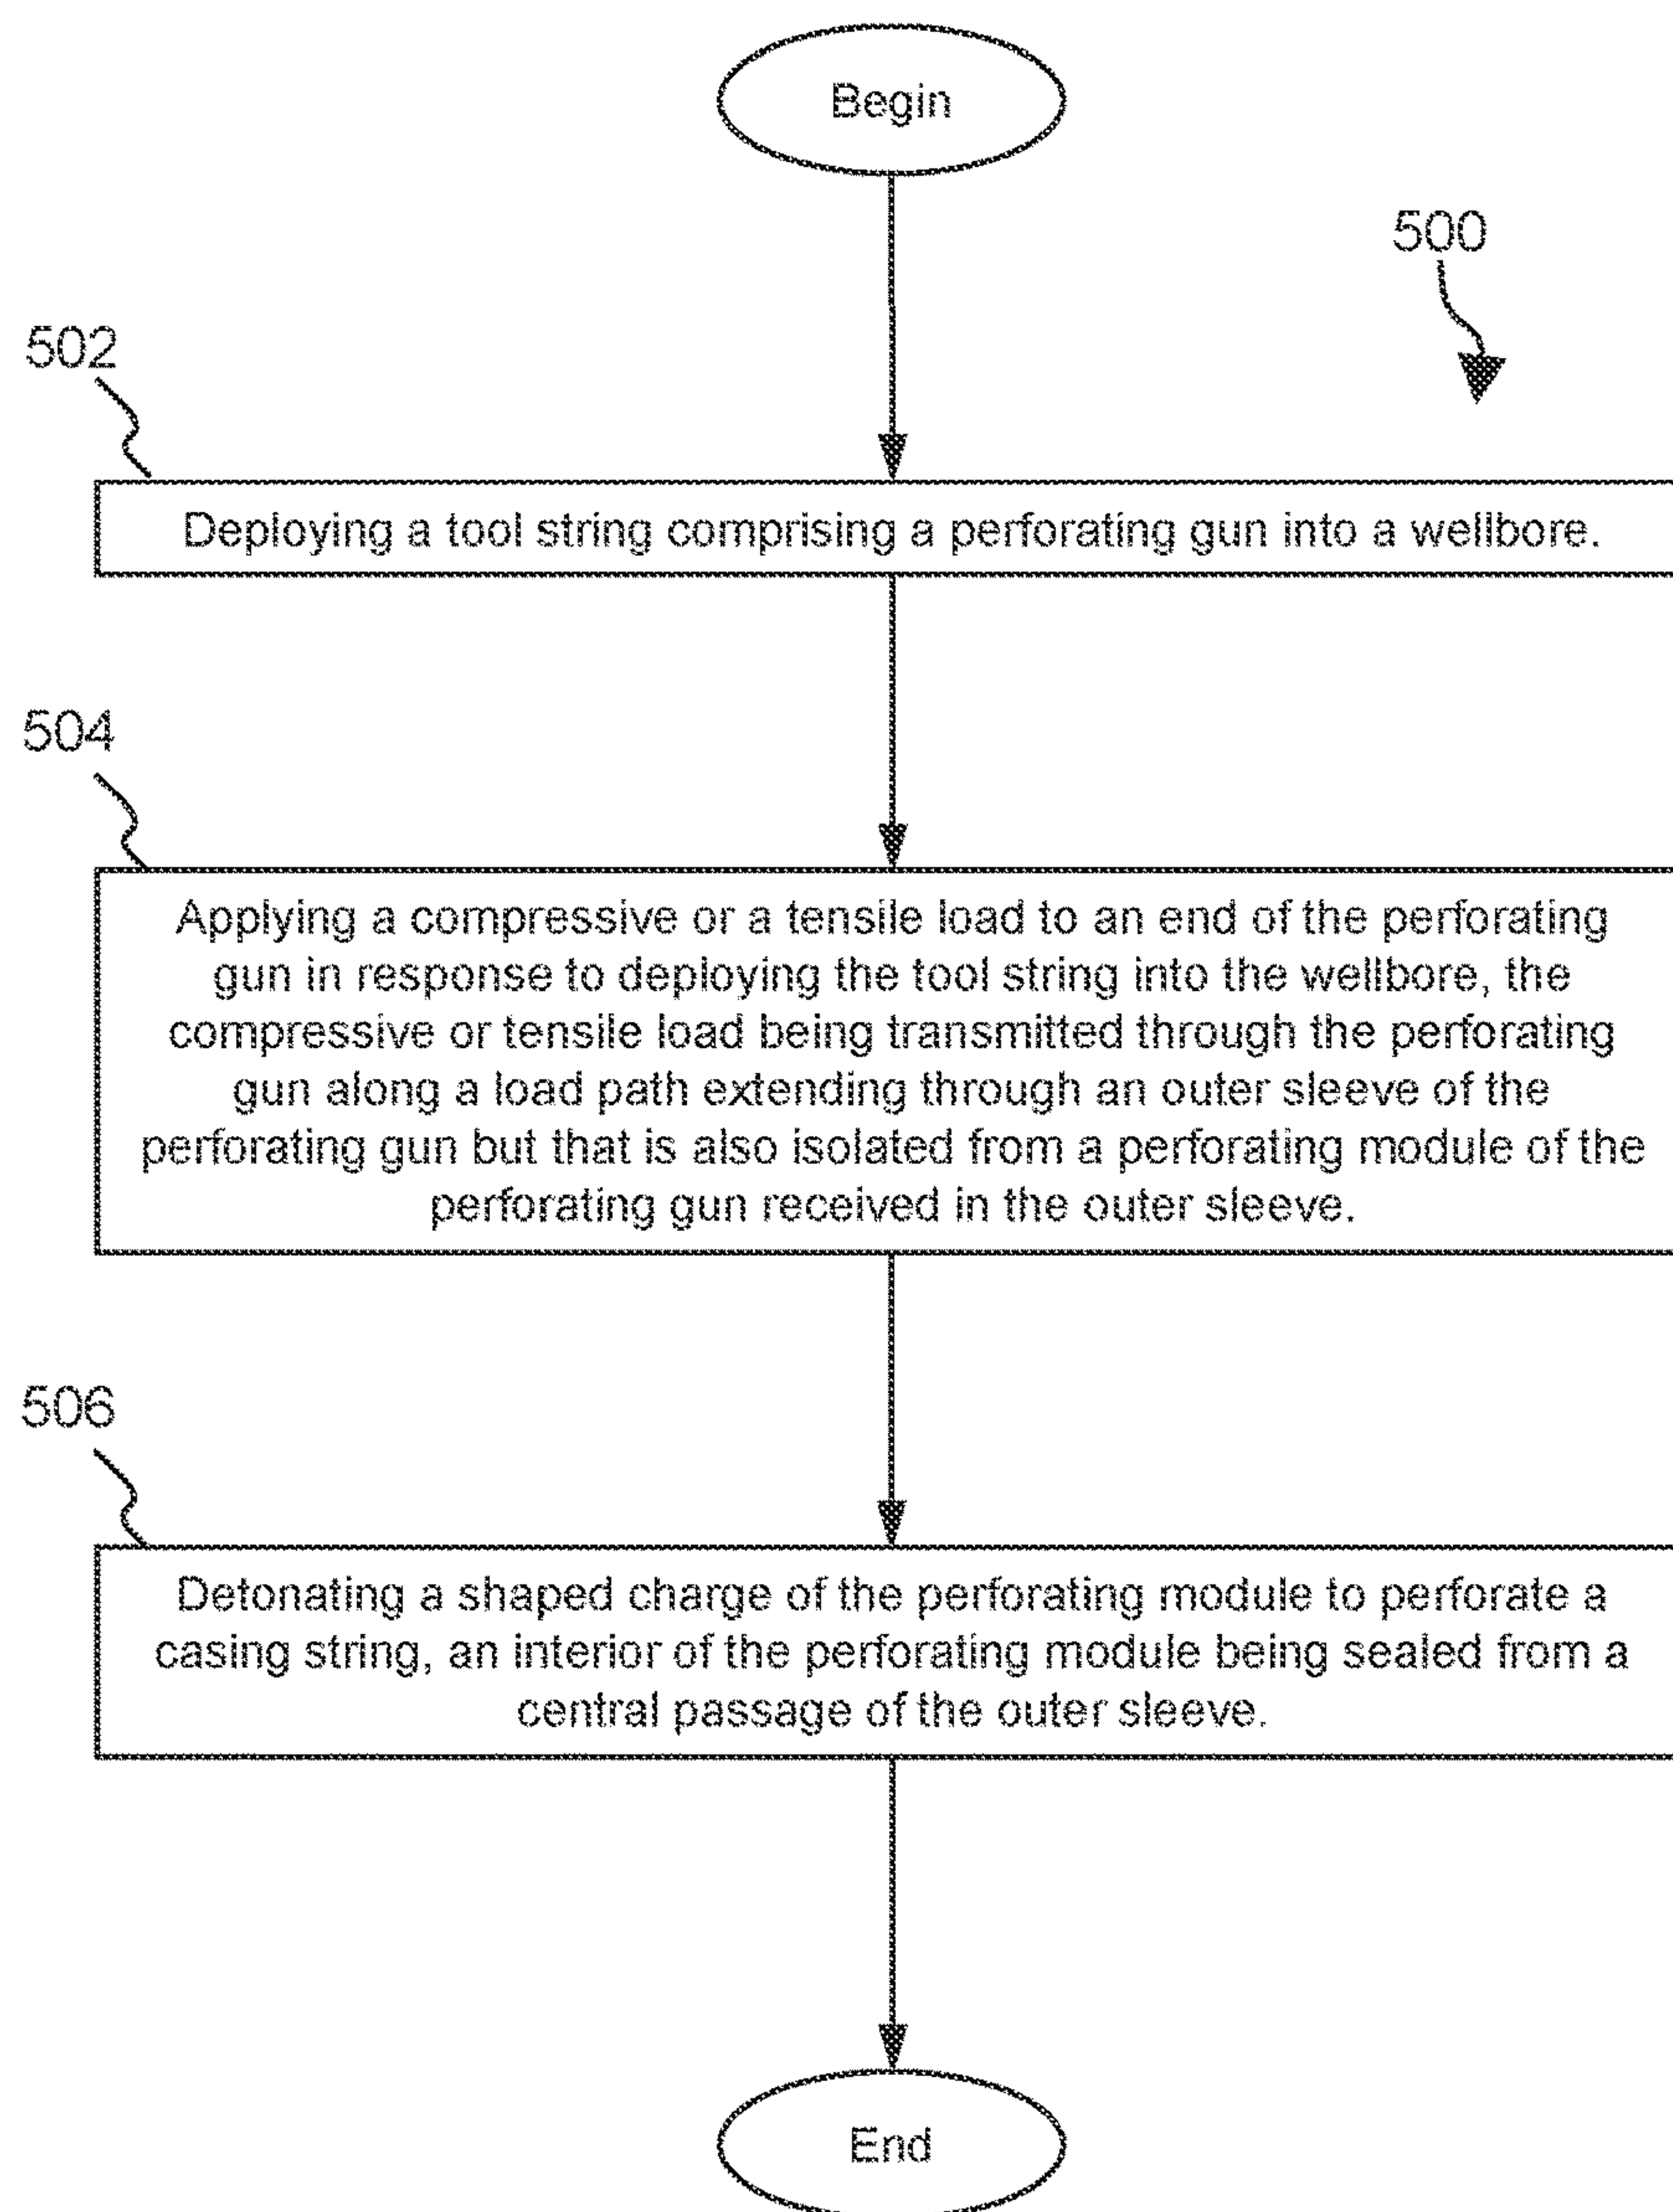 Begin
500
502
Deploying a tool string comprising a perforating gun into a wellbore.
504
Applying a compressive or a tensile load to an end of the perforating
gun in response to deploying the tool string into the wellbore, the
compressive or tensile load being transmitted through the perforating
gun along a load path extending through an outer sleeve of the
perforating gun but that is also isolated from a perforating module of the
perforating gun received in the outer sleeve.
506
Detonating a shaped charge of the perforating module to perforate a
casing string, an interior of the perforating module being sealed from a
central passage of the outer sleeve.
End